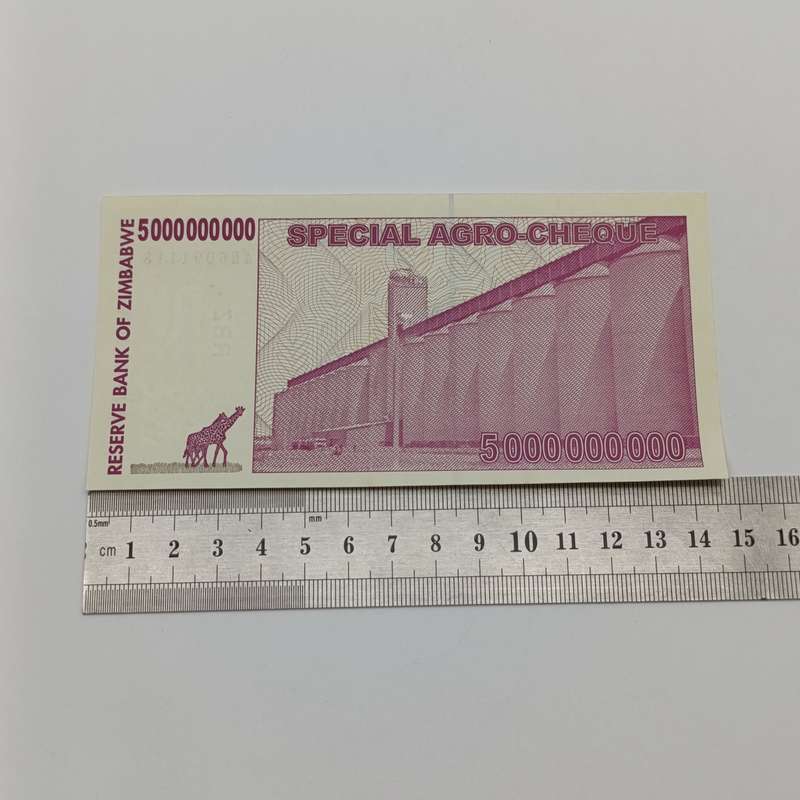 RESERVE BANK OF ZIMBABWE
5000000000
SPECIAL AGRO-CHEQUE
5000000000
0.5mm
mm
cm 1 2 3 4 5 6 7 8 9 10 11 12 13 14 15 16